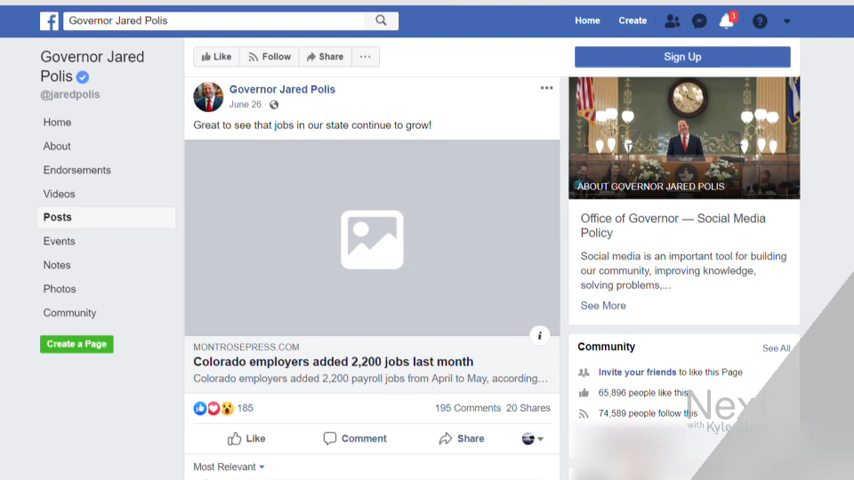 Governor Jared Polis
Home
Create
3
Governor Jared
Polis
@jaredpolis
Home
About
Endorsements
Videos
Posts
Events
Notes
Photos
Community
Create a Page
Like
Follow
Share
Governor Jared Polis
June 26
Great to see that jobs in our state continue to grow!
MONTROSEPRESS.COM
Colorado employers added 2,200 jobs last month
Colorado employers added 2,200 payroll jobs from April to May, according...
185
195 Comments 20 Shares
Like
Comment
Share
Most Relevant
Sign Up
ABOUT GOVERNOR JARED POLIS
Office of Governor — Social Media
Policy
Social media is an important tool for building
our community, improving knowledge,
solving problems,...
See More
Community
See All
Invite your friends to like this Page
65,896 people like this
74,589 people follow this
Next
with Kyle